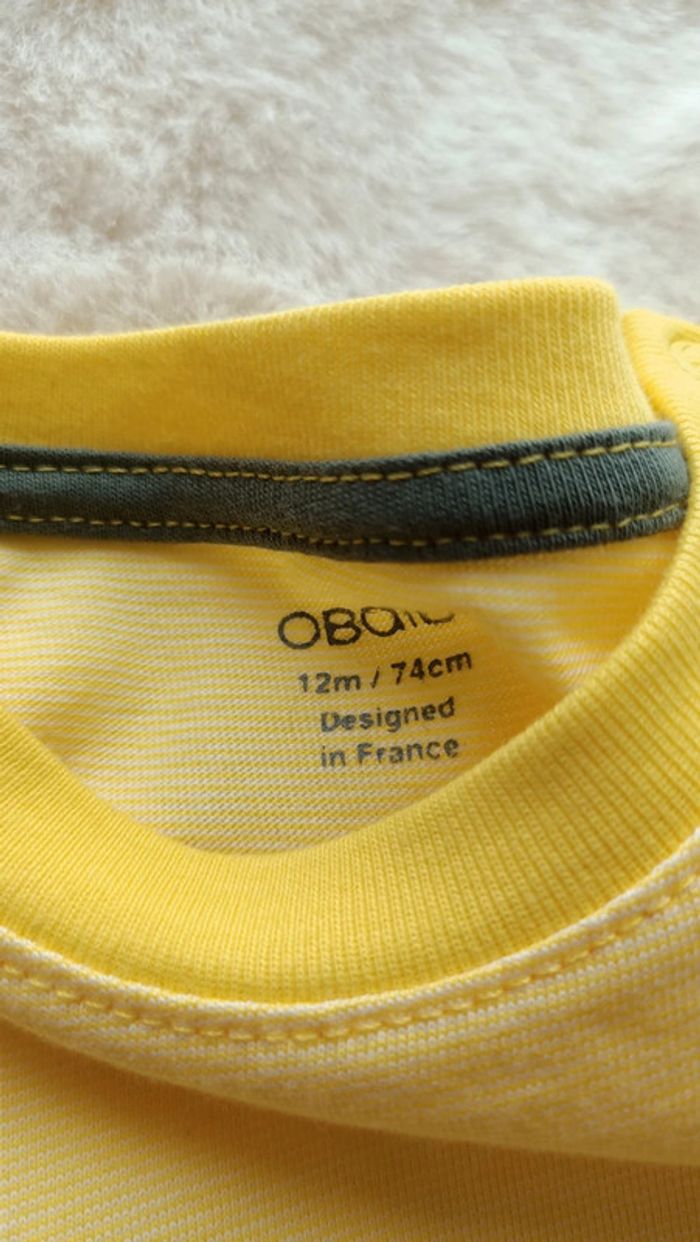 12m / 74cm
Designed
in France